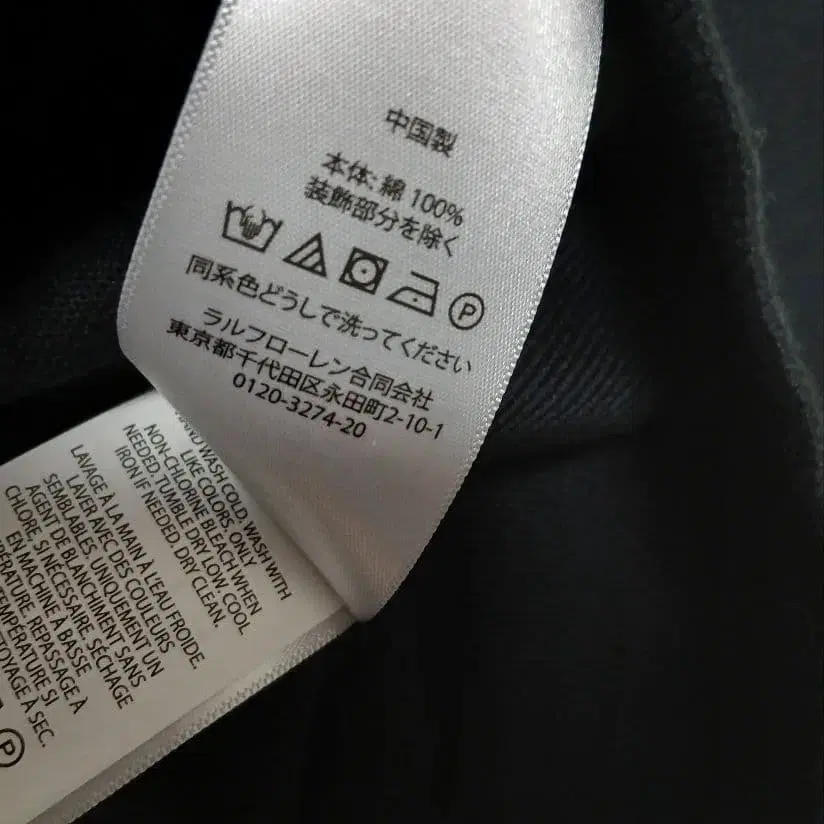 中国製
本体: 綿 100%
装飾部分を除く
P
同系色どうしで洗ってください
ラルフローレン合同会社
東京都千代田区永田町2-10-1
0120-3274-20
HAND WASH COLD. WASH WITH
LIKE COLORS. ONLY
NON-CHLORINE BLEACH WHEN
NEEDED. TUMBLE DRY LOW. COOL
IRON IF NEEDED. DRY CLEAN.
LAVAGE À LA MAIN À L'EAU FROIDE.
LAVER AVEC DES COULEURS
SEMBLABLES. UNIQUEMENT UN
AGENT DE BLANCHIMENT SANS
CHLORE, SI NÉCESSAIRE. SÉCHAGE
EN MACHINE À BASSE
TEMPÉRATURE. REPASSAGE À
TEMPÉRATURE SI
À SEC.
P